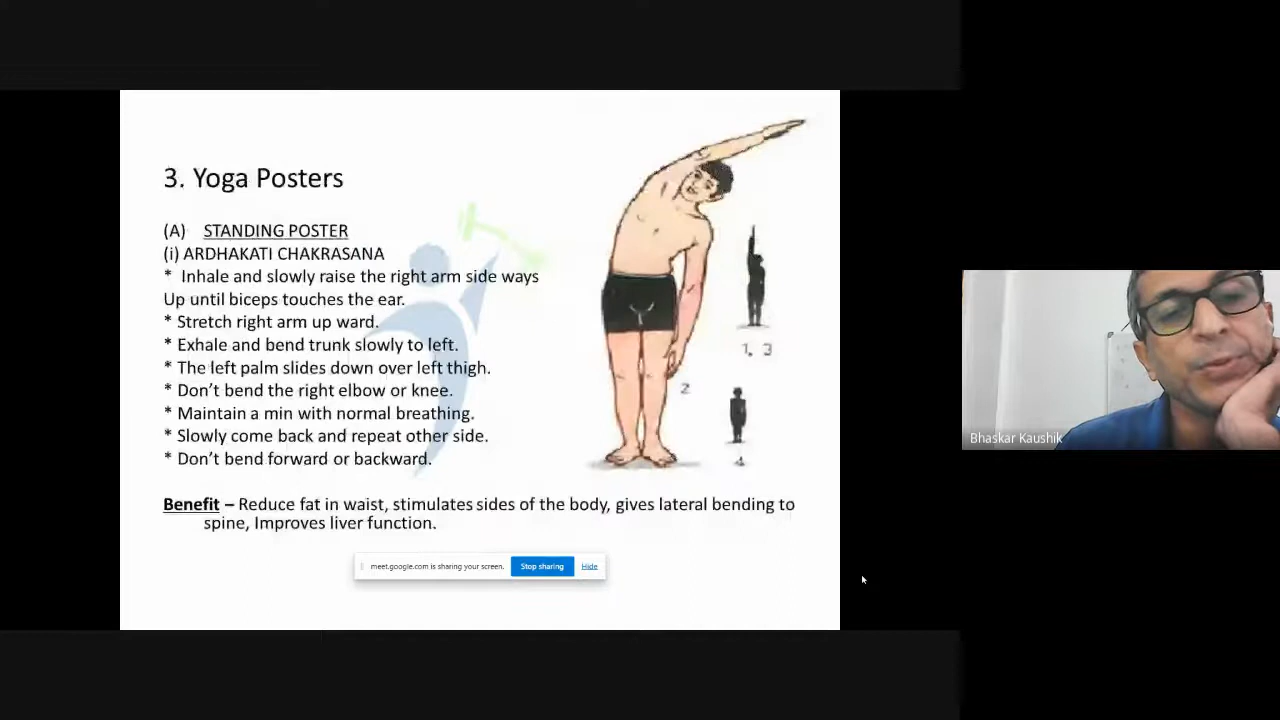 3. Yoga Posters
(A) STANDING POSTER
(i) ARDHAKATI CHAKRASANA
* Inhale and slowly raise the right arm side ways
Up until biceps touches the ear.
* Stretch right arm up ward.
* Exhale and bend trunk slowly to left.
* The left palm slides down over left thigh.
* Don’t bend the right elbow or knee.
* Maintain a min with normal breathing.
* Slowly come back and repeat other side.
* Don’t bend forward or backward.
Benefit – Reduce fat in waist, stimulates sides of the body, gives lateral bending to
spine, Improves liver function.
1, 3
2
4
meet.google.com is sharing your screen. Stop sharing Hide
Bhaskar Kaushik